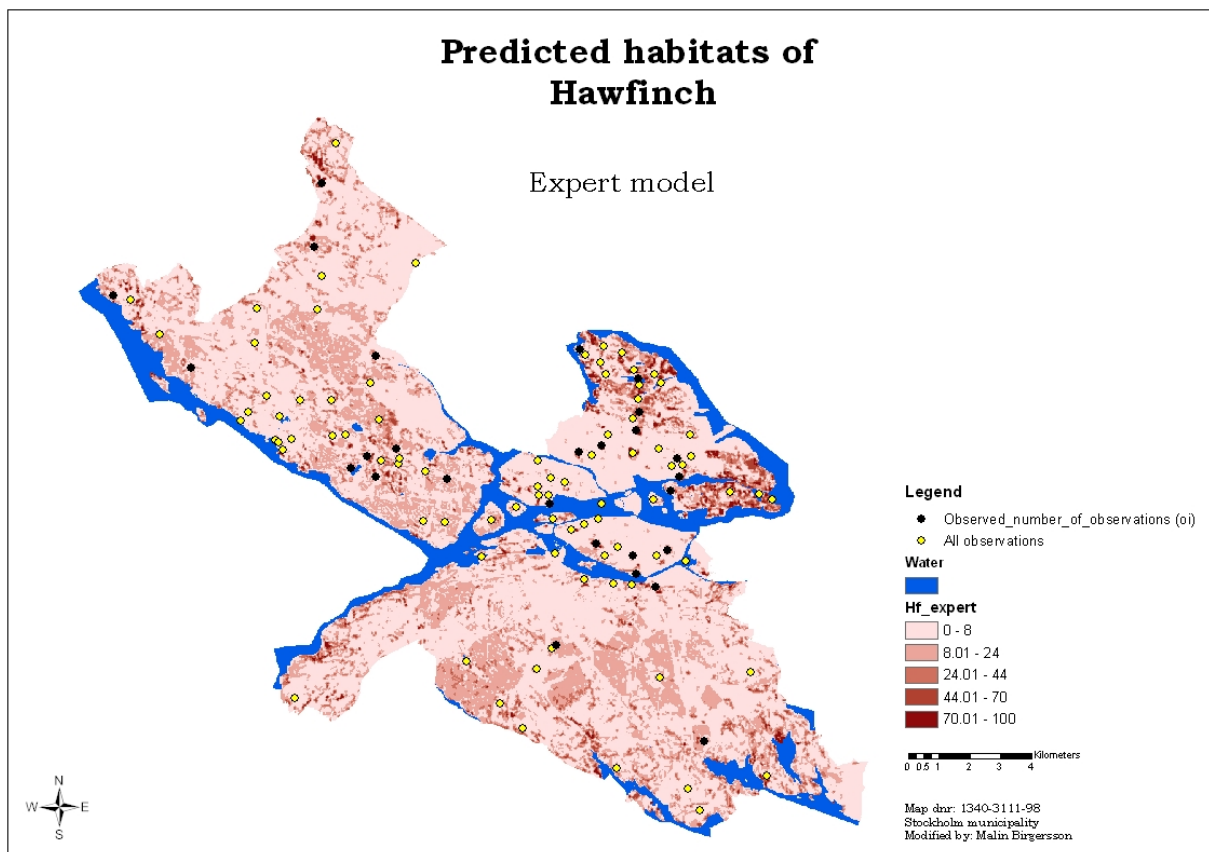 Predicted habitats of
Hawfinch
Expert model
Legend
Observed_number_of_observations (oi)
All observations
Water
Hf_expert
0 - 8
8.01 - 24
24.01 - 44
44.01 - 70
70.01 - 100
Kilometers
0 0.5 1 2 3 4
N
W E
S
Map dnr: 1340-3111-98
Stockholm municipality
Modified by: Malin Birgersson